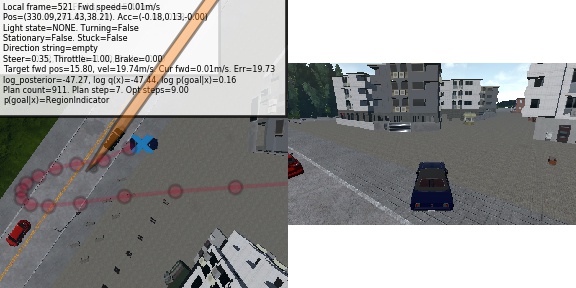 Local frame=521. Fwd speed=0.01m/s
Pos=(330.09,271.43,38.21). Acc=(-0.18,0.13,-0.00)
Light state=NONE. Turning=False
Stationary=False. Stuck=False
Direction string=empty
Steer=0.35, Throttle=1.00, Brake=0.00
Target fwd pos=15.80, vel=19.74m/s. Cur fwd=0.01m/s. Err=19.73
log_posterior=-47.27, log q(x)=-47.44, log p(goal|x)=0.16
Plan count=911. Plan step=7. Opt steps=9.00
p(goal|x)=RegionIndicator